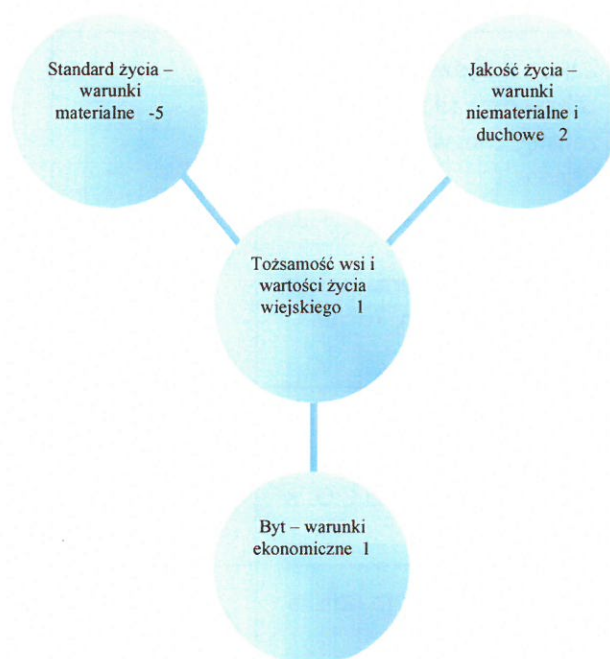 Standard życia –
warunki
materialne -5
Jakość życia –
warunki
niematerialne i
duchowe 2
Tożsamość wsi i
wartości życia
wiejskiego 1
Byt – warunki
ekonomiczne 1